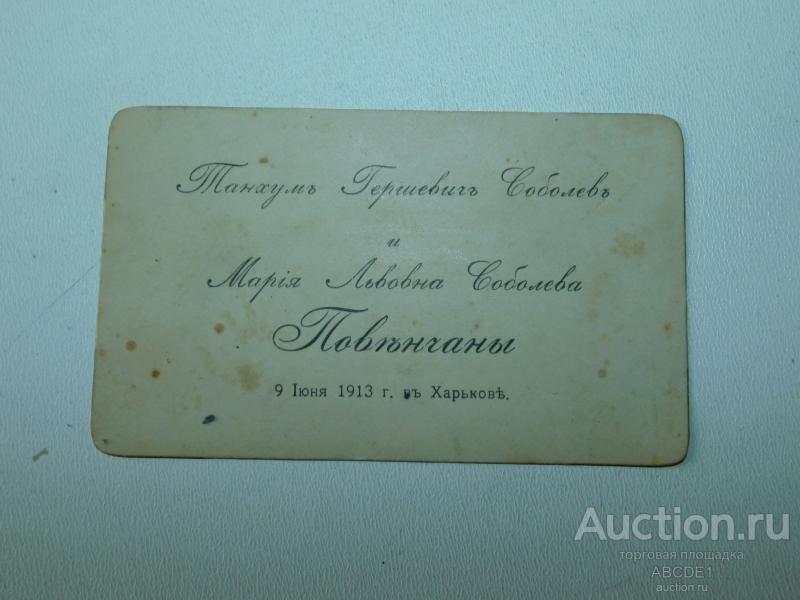 Танхумъ Гершевичъ Соболевъ
и
Марія Львовна Соболева
Повѣнчаны
9 Іюня 1913 г. въ Харьковѣ.
Auction.ru
торговая площадка
ABCDE1
auction.ru